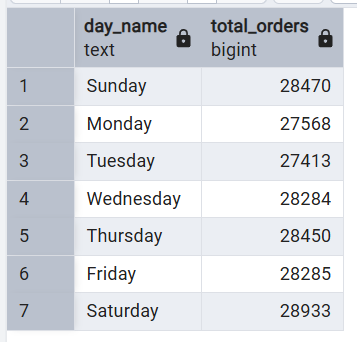 day_name total_orders
text bigint
1 Sunday 28470
2 Monday 27568
3 Tuesday 27413
4 Wednesday 28284
5 Thursday 28450
6 Friday 28285
7 Saturday 28933